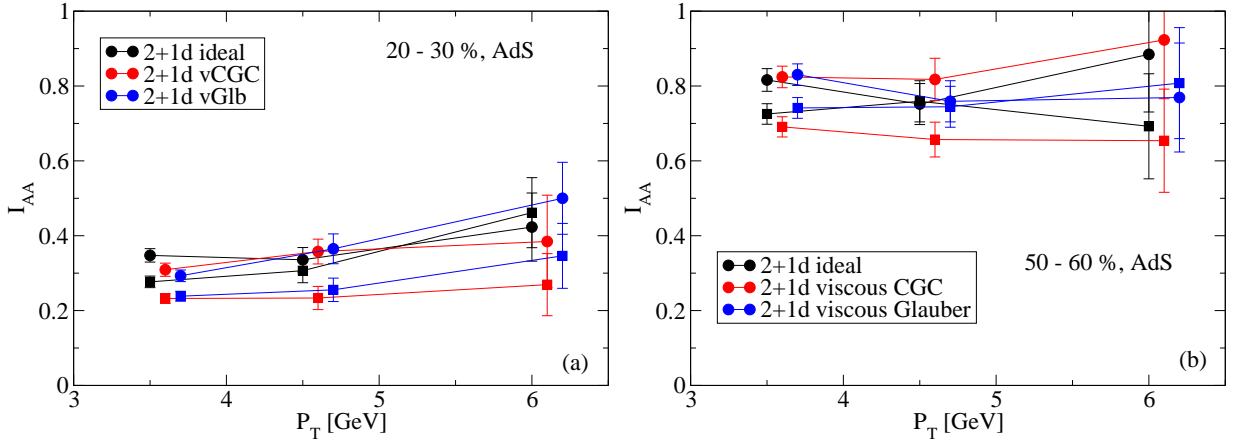 1
0.8
0.6
0.4
0.2
0
I_AA
3
4
5
6
P_T [GeV]
2+1d ideal
2+1d vCGC
2+1d vGlb
20 - 30 %, AdS
(a)
1
0.8
0.6
0.4
0.2
0
I_AA
3
4
5
6
P_T [GeV]
2+1d ideal
2+1d viscous CGC
2+1d viscous Glauber
50 - 60 %, AdS
(b)